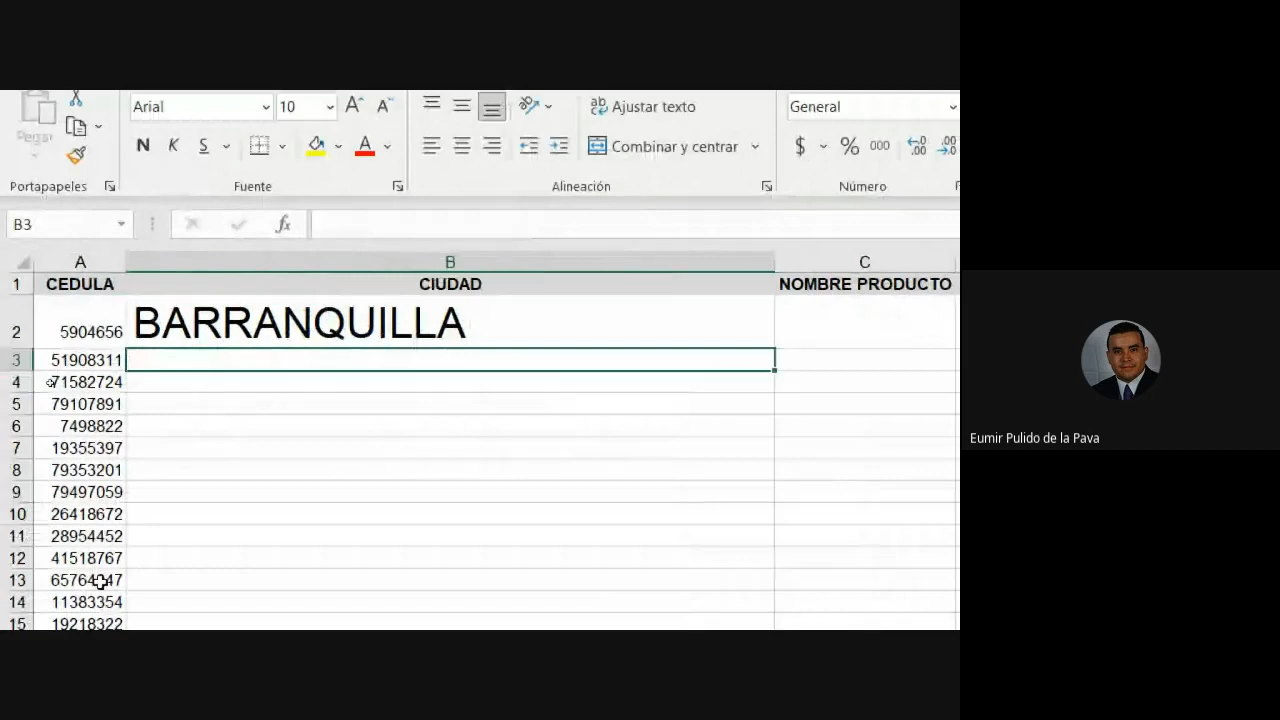 Pegar
Portapapeles
Arial
10
N K S
Fuente
Ajustar texto
Combinar y centrar
Alineación
General
$ % 000
Número
B3
fx
A B C
1 CEDULA CIUDAD NOMBRE PRODUCTO
2 5904656 BARRANQUILLA
3 51908311
4 71582724
5 79107891
6 7498822
7 19355397
8 79353201
9 79497059
10 26418672
11 28954452
12 41518767
13
14 11383354
15 19218322
Eumir Pulido de la Pava